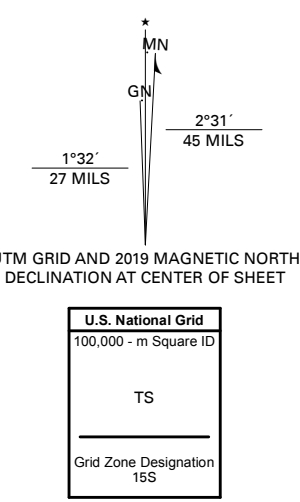 MN
GN
2°31´
45 MILS
1°32´
27 MILS
UTM GRID AND 2019 MAGNETIC NORTH
DECLINATION AT CENTER OF SHEET
U.S. National Grid
100,000 - m Square ID
TS
Grid Zone Designation
15S